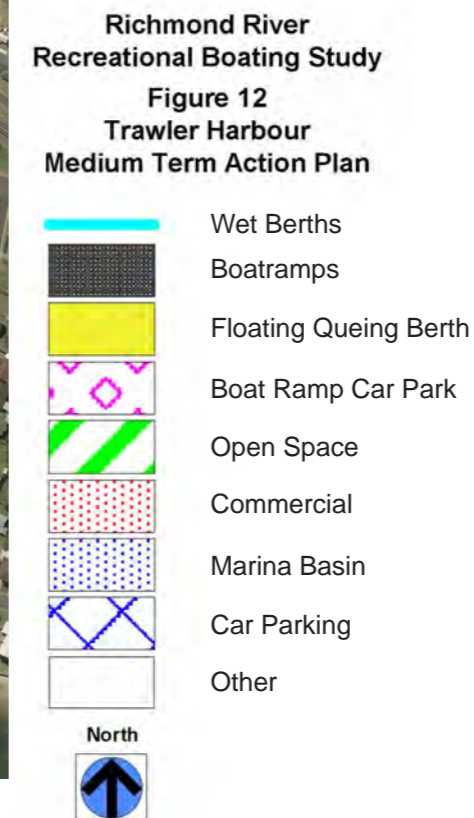 Richmond River
Recreational Boating Study
Figure 12
Trawler Harbour
Medium Term Action Plan
Wet Berths
Boatramps
Floating Queing Berth
Boat Ramp Car Park
Open Space
Commercial
Marina Basin
Car Parking
Other
North